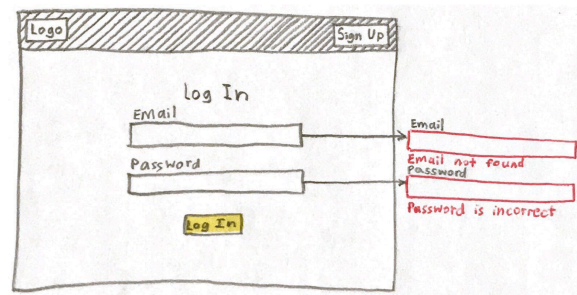 Logo
Sign Up
Log In
Email
Password
Log In
Email
Email not found
Password
Password is incorrect